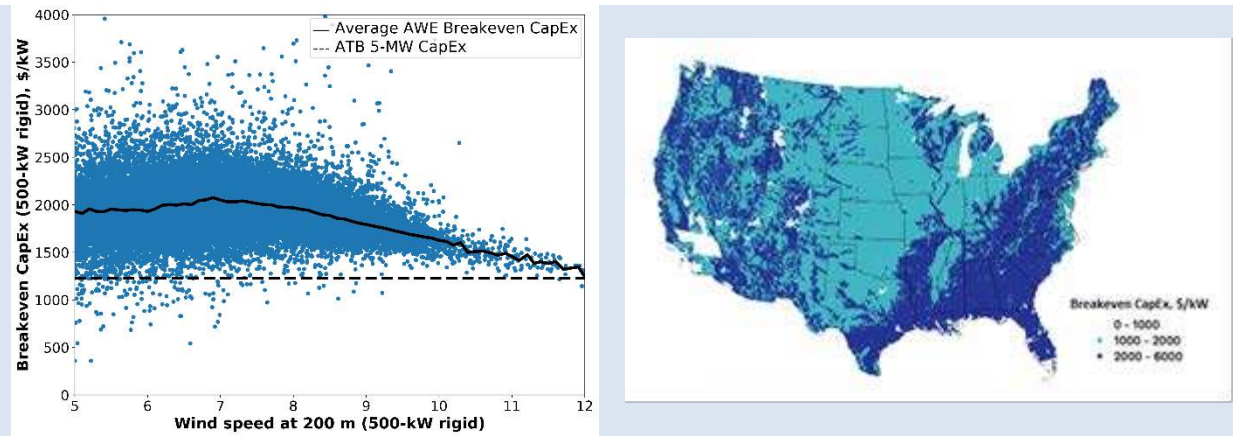 4000
3500
3000
2500
2000
1500
1000
500
0
Breakeven CapEx (500-kW rigid), $/kW
Average AWE Breakeven CapEx
ATB 5-MW CapEx
5 6 7 8 9 10 11 12
Wind speed at 200 m (500-kW rigid)
Breakeven CapEx, $/kW
0 - 1000
1000 - 2000
2000 - 6000